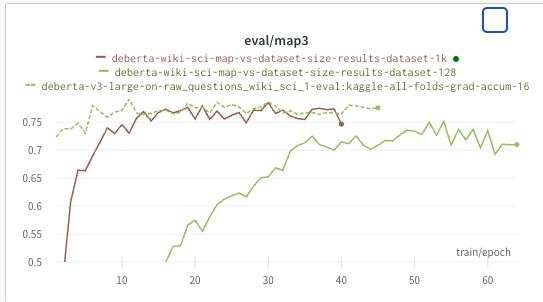 eval/map3
deberta-wiki-sci-map-vs-dataset-size-results-dataset-1k
deberta-wiki-sci-map-vs-dataset-size-results-dataset-128
deberta-v3-large-on-raw_questions_wiki_sci_1-eval:kaggle-all-folds-grad-accum-16
0.75
0.7
0.65
0.6
0.55
0.5
train/epoch
10 20 30 40 50 60